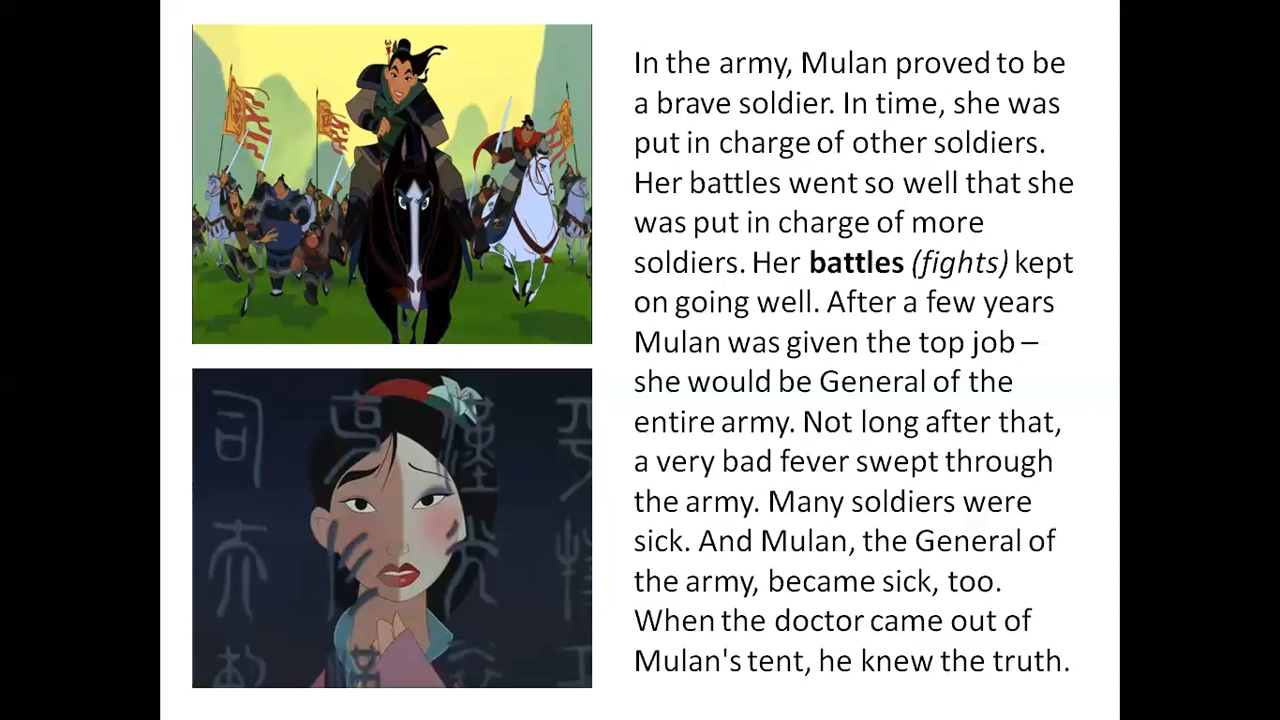 In the army, Mulan proved to be
a brave soldier. In time, she was
put in charge of other soldiers.
Her battles went so well that she
was put in charge of more
soldiers. Her battles (fights) kept
on going well. After a few years
Mulan was given the top job –
she would be General of the
entire army. Not long after that,
a very bad fever swept through
the army. Many soldiers were
sick. And Mulan, the General of
the army, became sick, too.
When the doctor came out of
Mulan's tent, he knew the truth.